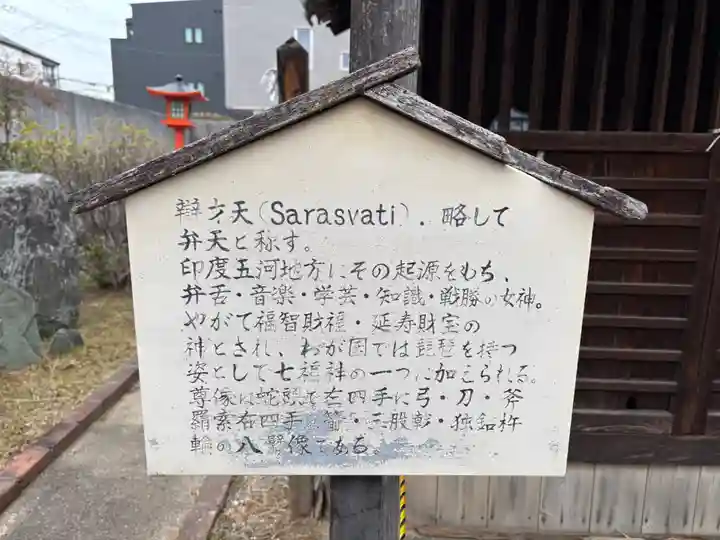 辨才天(Sarasvati). 略して
弁天と称す。
印度五河地方にその起源をもち、
弁舌・音楽・学芸・知識・戦勝の女神。
やがて福智財福・延寿財宝の
神とされ、わが国では琵琶を持つ
姿として七福神の一つに加えられる。
尊像は蛇頭で左四手に弓・刀・斧
羂索右四手に箭・三股戟・独鈷杵
輪の八臂像である。